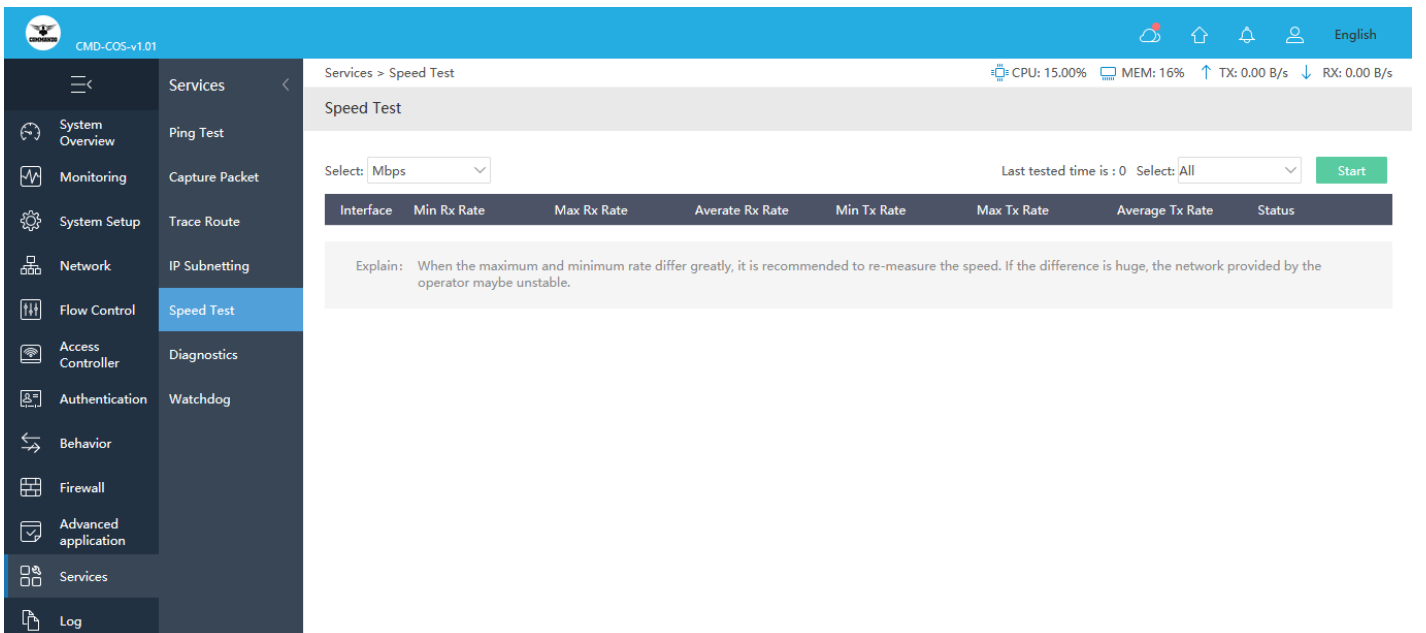 COMMANDO
CMD-COS-v1.01
English
Services
Services > Speed Test
CPU: 15.00% MEM: 16% TX: 0.00 B/s RX: 0.00 B/s
Speed Test
System
Overview
Monitoring
System Setup
Network
Flow Control
Access
Controller
Authentication
Behavior
Firewall
Advanced
application
Services
Log
Ping Test
Capture Packet
Trace Route
IP Subnetting
Speed Test
Diagnostics
Watchdog
Select: Mbps
Last tested time is : 0 Select: All Start
Interface Min Rx Rate Max Rx Rate Averate Rx Rate Min Tx Rate Max Tx Rate Average Tx Rate Status
Explain: When the maximum and minimum rate differ greatly, it is recommended to re-measure the speed. If the difference is huge, the network provided by the
operator maybe unstable.